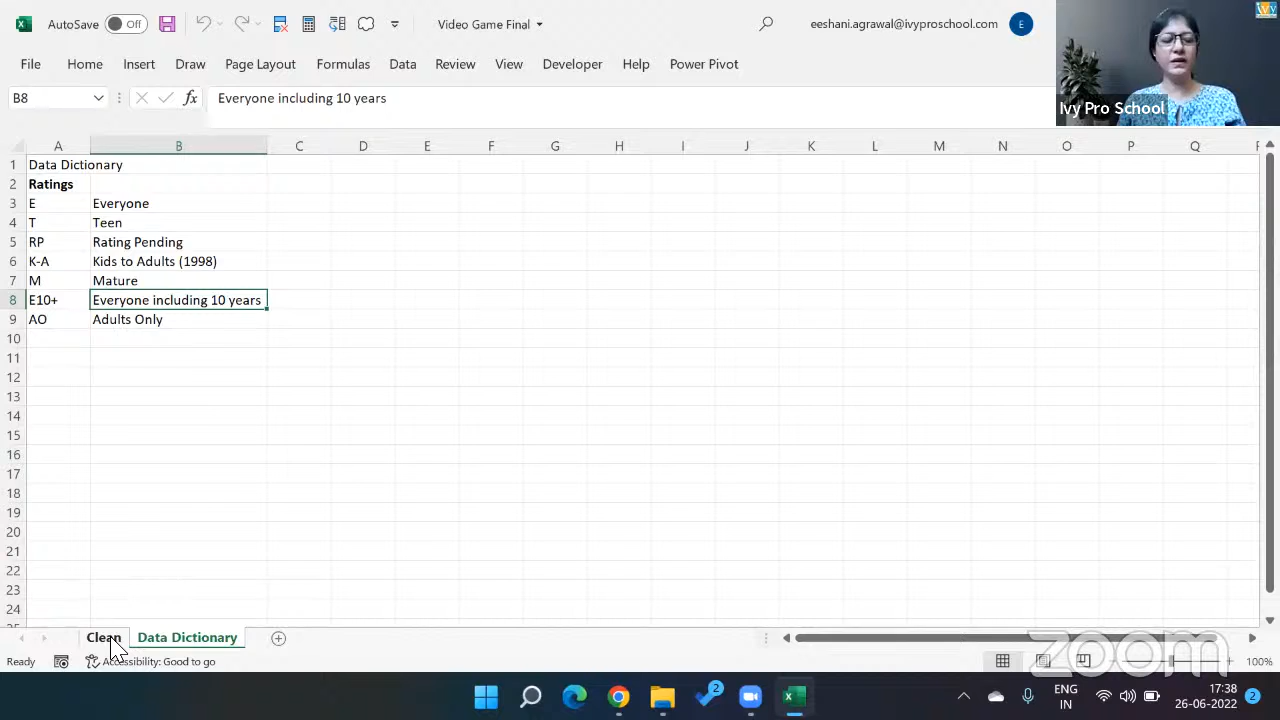 AutoSave Off Video Game Final eeshani.agrawal@ivyproschool.com E
File Home Insert Draw Page Layout Formulas Data Review View Developer Help Power Pivot
B8 fx Everyone including 10 years
Ivy Pro School
A B C D E F G H I J K L M N O P Q
1 Data Dictionary
2 Ratings
3 E Everyone
4 T Teen
5 RP Rating Pending
6 K-A Kids to Adults (1998)
7 M Mature
8 E10+ Everyone including 10 years
9 AO Adults Only
10
11
12
13
14
15
16
17
18
19
20
21
22
23
24
Clean Data Dictionary
Ready Accessibility: Good to go 100%
zoom
2
ENG
IN
17:38
26-06-2022
2